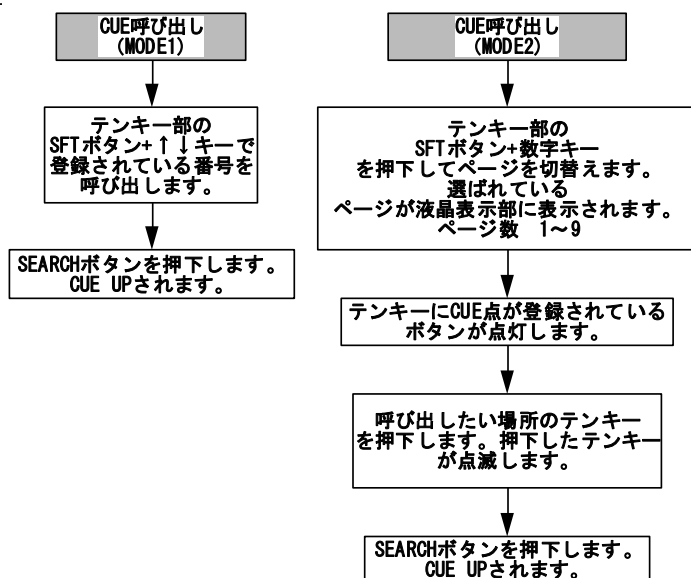 CUE呼び出し
(MODE1)
テンキー部の
SFTボタン+↑↓キーで
登録されている番号を
呼び出します。
SEARCHボタンを押下します。
CUE UPされます。
CUE呼び出し
(MODE2)
テンキー部の
SFTボタン+数字キー
を押下してページを切替えます。
選ばれている
ページが液晶表示部に表示されます。
ページ数 1～9
テンキーにCUE点が登録されている
ボタンが点灯します。
呼び出したい場所のテンキー
を押下します。押下したテンキー
が点滅します。
SEARCHボタンを押下します。
CUE UPされます。